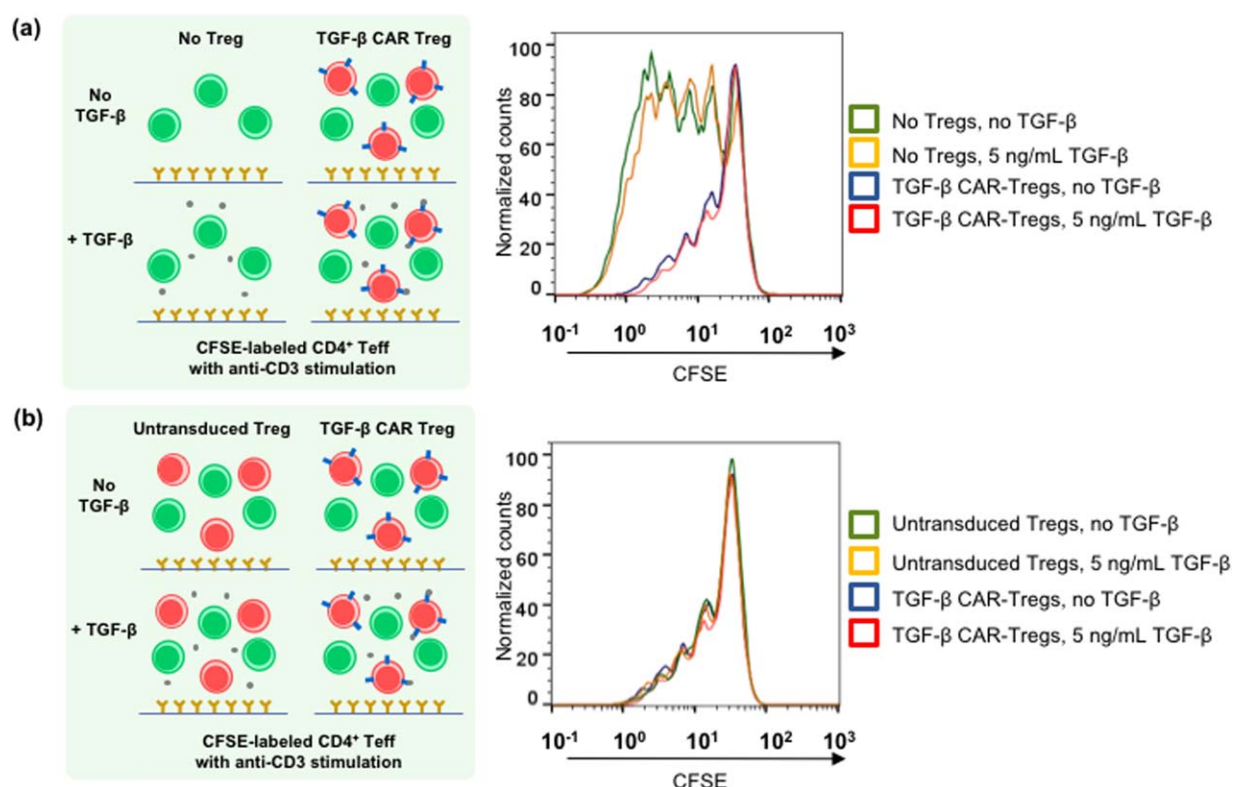 (a)
No Treg
TGF-β CAR Treg
No
TGF-β
+ TGF-β
CFSE-labeled CD4⁺ Teff
with anti-CD3 stimulation
Normalized counts
100
80
60
40
20
0
10⁻¹ 10⁰ 10¹ 10² 10³
CFSE
No Tregs, no TGF-β
No Tregs, 5 ng/mL TGF-β
TGF-β CAR-Tregs, no TGF-β
TGF-β CAR-Tregs, 5 ng/mL TGF-β
(b)
Untransduced Treg
TGF-β CAR Treg
No
TGF-β
+ TGF-β
CFSE-labeled CD4⁺ Teff
with anti-CD3 stimulation
Normalized counts
100
80
60
40
20
0
10⁻¹ 10⁰ 10¹ 10² 10³
CFSE
Untransduced Tregs, no TGF-β
Untransduced Tregs, 5 ng/mL TGF-β
TGF-β CAR-Tregs, no TGF-β
TGF-β CAR-Tregs, 5 ng/mL TGF-β